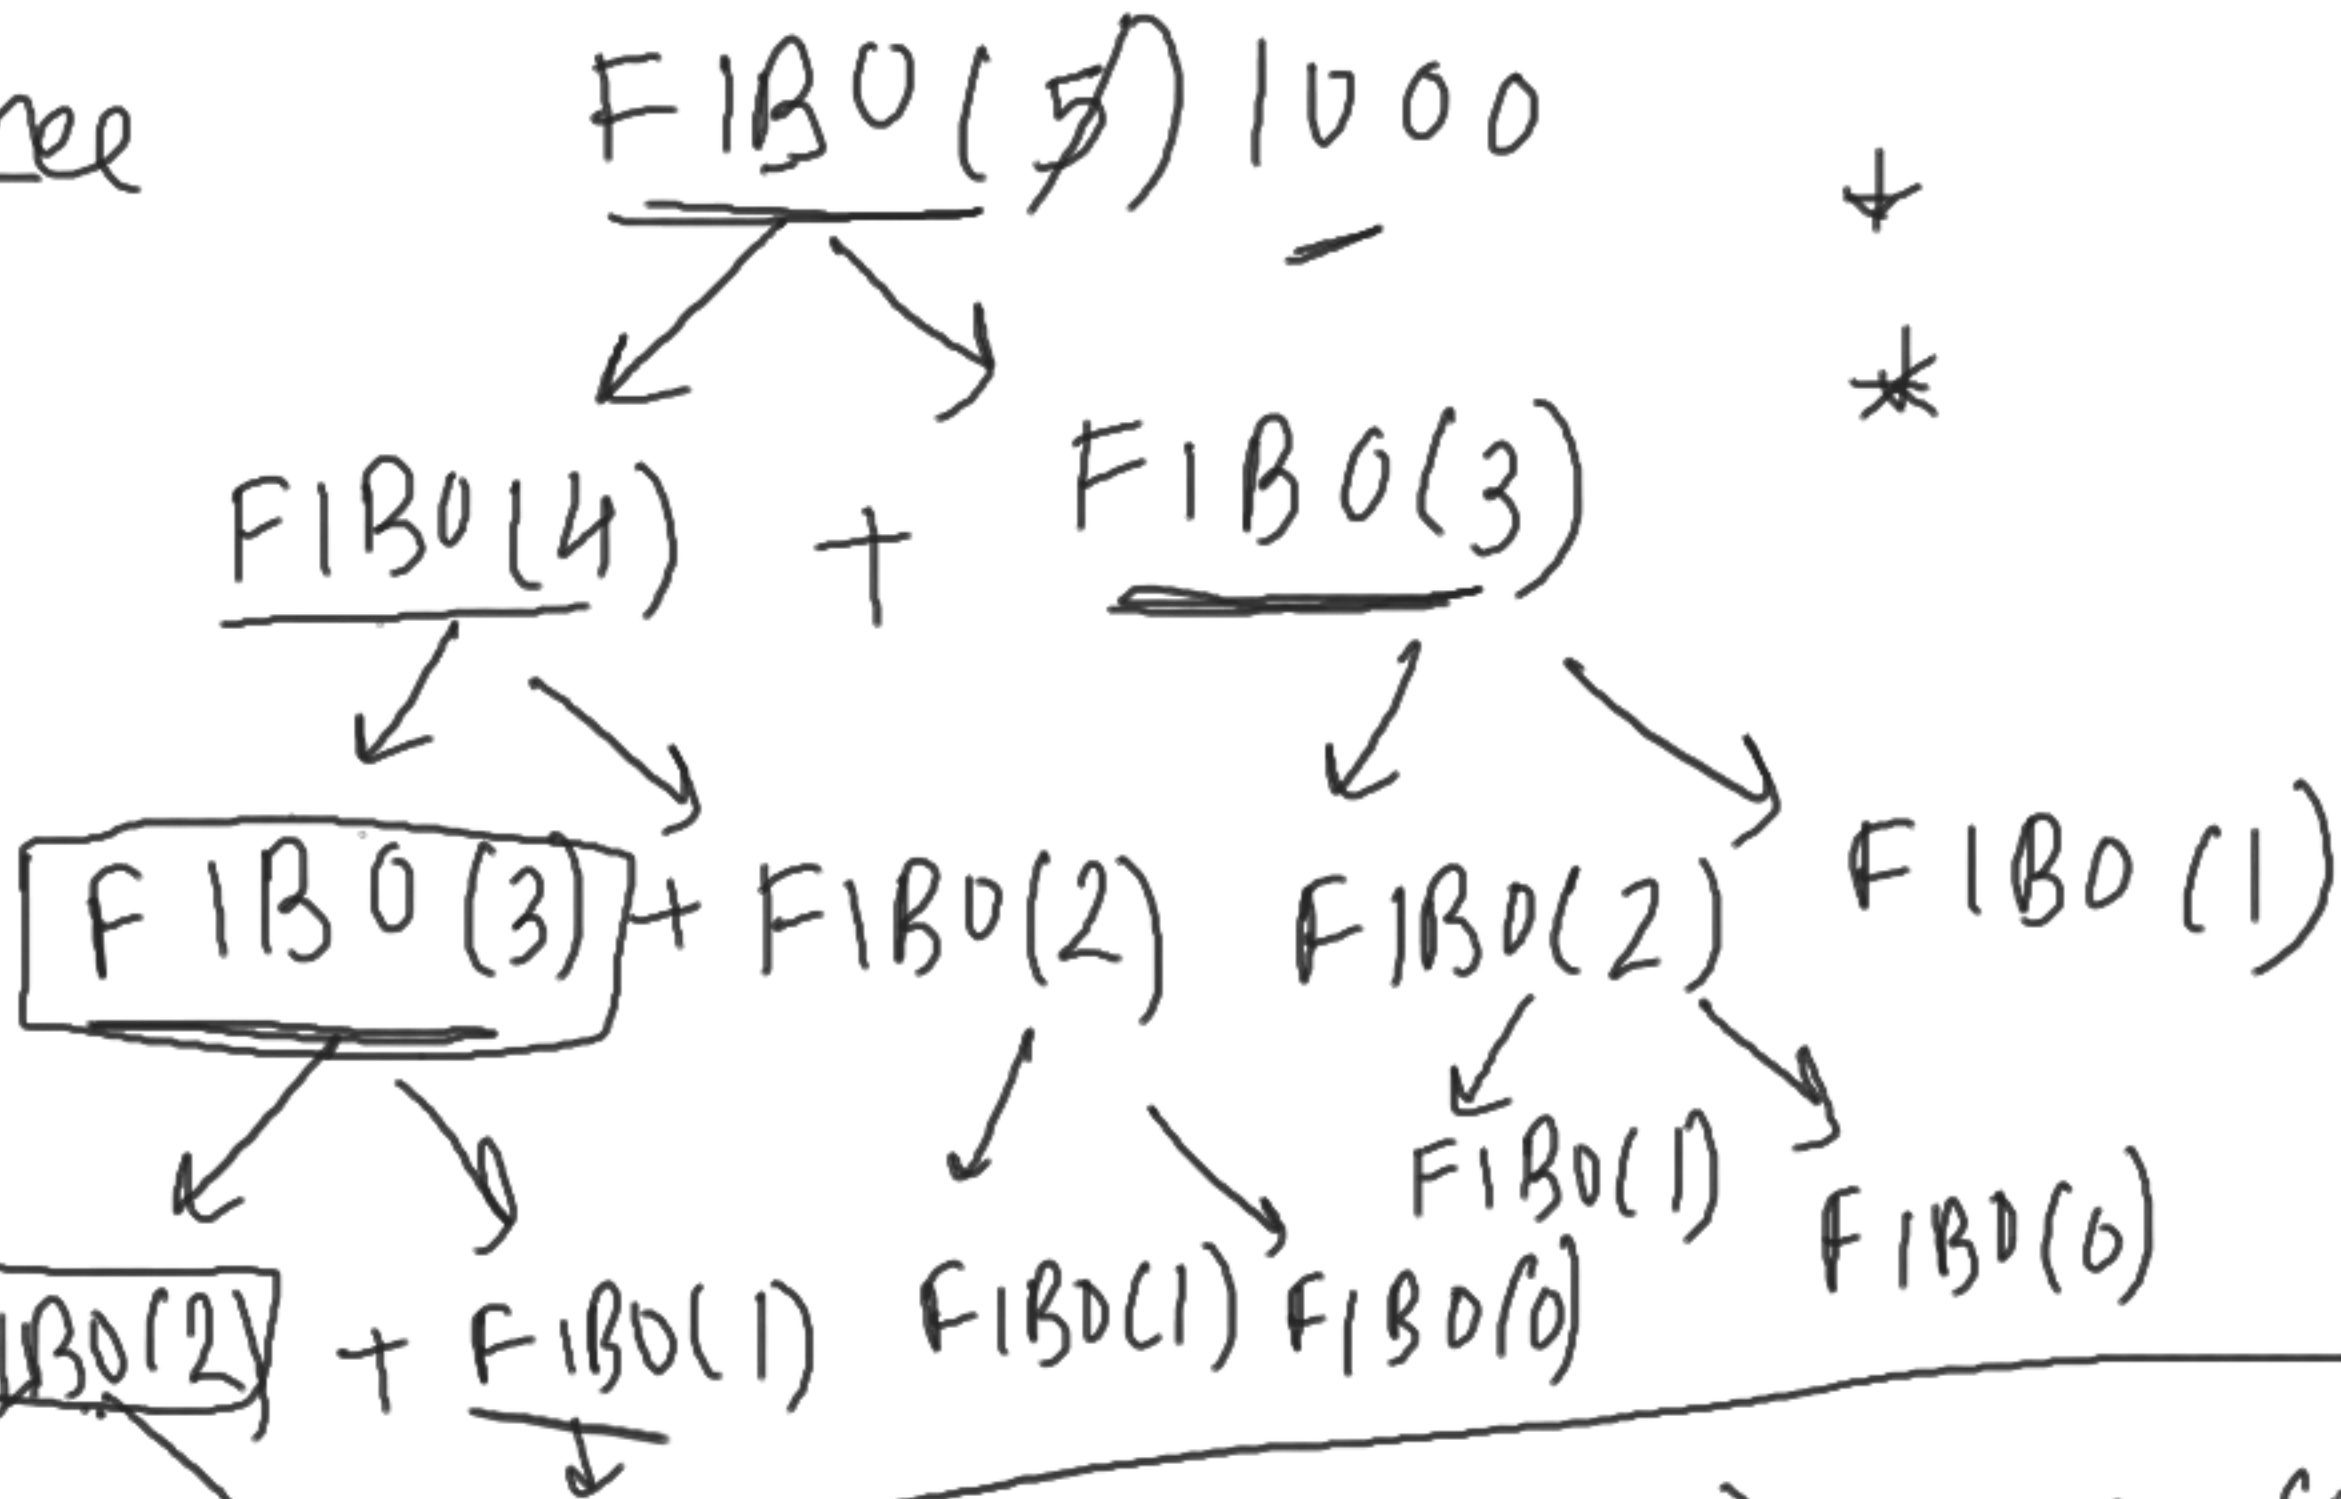 FIBO(5) 1000
FIBO(4) + FIBO(3)
FIBO(3) + FIBO(2) FIBO(2) FIBO(1)
FIBO(1) FIBO(0)
BO(2) + FIBO(1) FIBO(1) FIBO(0)